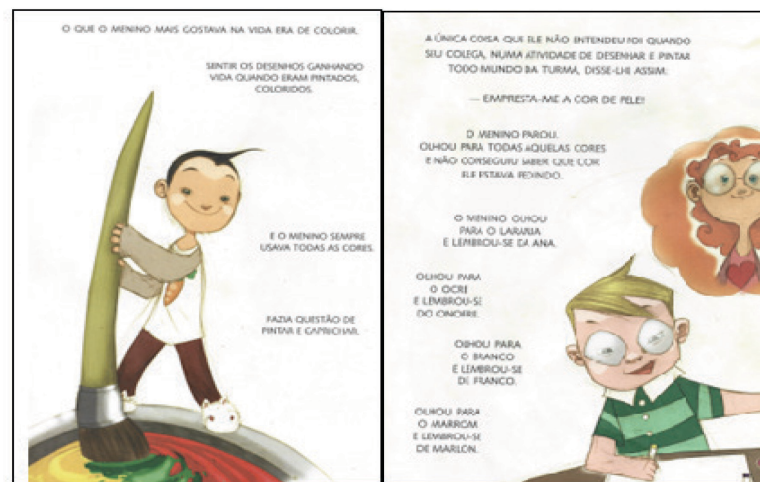 O QUE O MENINO MAIS GOSTAVA NA VIDA ERA DE COLORIR.
SENTIR OS DESENHOS GANHANDO
VIDA QUANDO ERAM PINTADOS,
COLORIDOS.
E O MENINO SEMPRE
USAVA TODAS AS CORES.
FAZIA QUESTÃO DE
PINTAR E CAPRICHAR.
A ÚNICA COISA QUE ELE NÃO ENTENDEU FOI QUANDO
SEU COLEGA, NUMA ATIVIDADE DE DESENHAR E PINTAR
TODO MUNDO DA TURMA, DISSE-LHE ASSIM:
— EMPRESTA-ME A COR DE PELE!
O MENINO PAROU.
OLHOU PARA TODAS AQUELAS CORES
E NÃO CONSEGUIU SABER QUE COR
ELE ESTAVA PEDINDO.
O MENINO OLHOU
PARA O LARANJA
E LEMBROU-SE DA ANA.
OLHOU PARA
O OCRE
E LEMBROU-SE
DO ONOFRE.
OLHOU PARA
O BRANCO
E LEMBROU-SE
DE FRANCO.
OLHOU PARA
O MARROM
E LEMBROU-SE
DE MARLON.